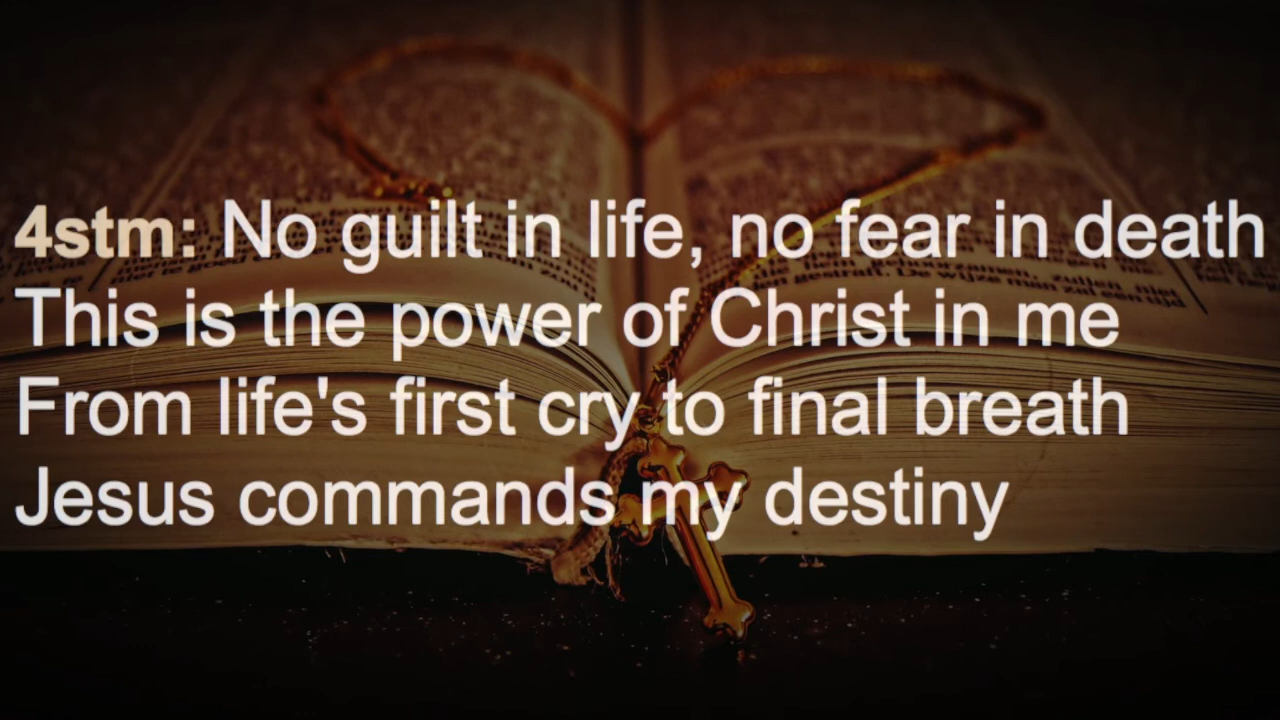 4stm: No guilt in life, no fear in death
This is the power of Christ in me
From life's first cry to final breath
Jesus commands my destiny